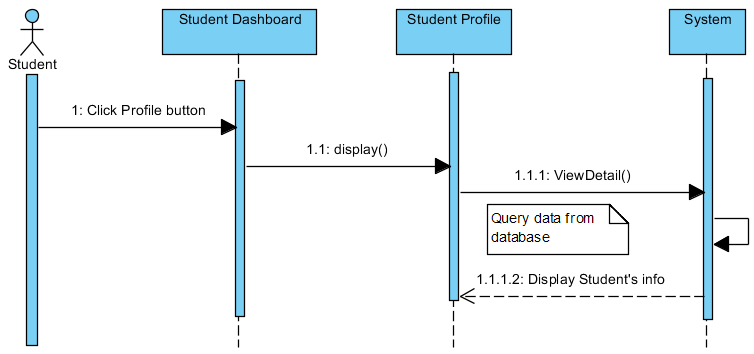 Student Dashboard
Student Profile
System
Student
1: Click Profile button
1.1: display()
1.1.1: ViewDetail()
Query data from
database
1.1.1.2: Display Student's info